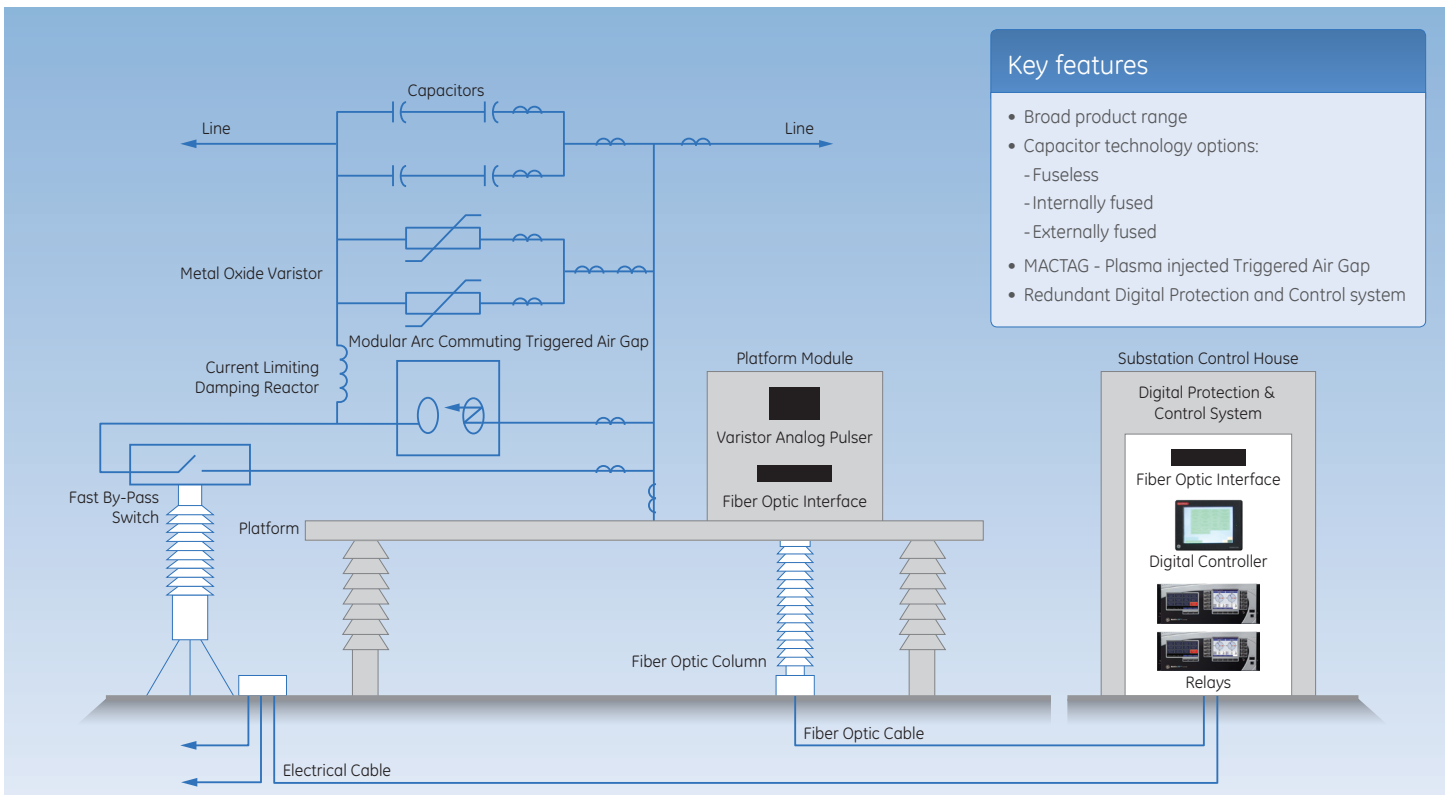 Key features
• Broad product range
• Capacitor technology options:
-Fuseless
-Internally fused
-Externally fused
• MACTAG - Plasma injected Triggered Air Gap
• Redundant Digital Protection and Control system
Capacitors
Line
Line
Metal Oxide Varistor
Modular Arc Commuting Triggered Air Gap
Current Limiting
Damping Reactor
Fast By-Pass
Switch
Platform
Platform Module
Varistor Analog Pulser
Fiber Optic Interface
Substation Control House
Digital Protection &
Control System
Fiber Optic Interface
Digital Controller
Relays
Fiber Optic Column
Fiber Optic Cable
Electrical Cable